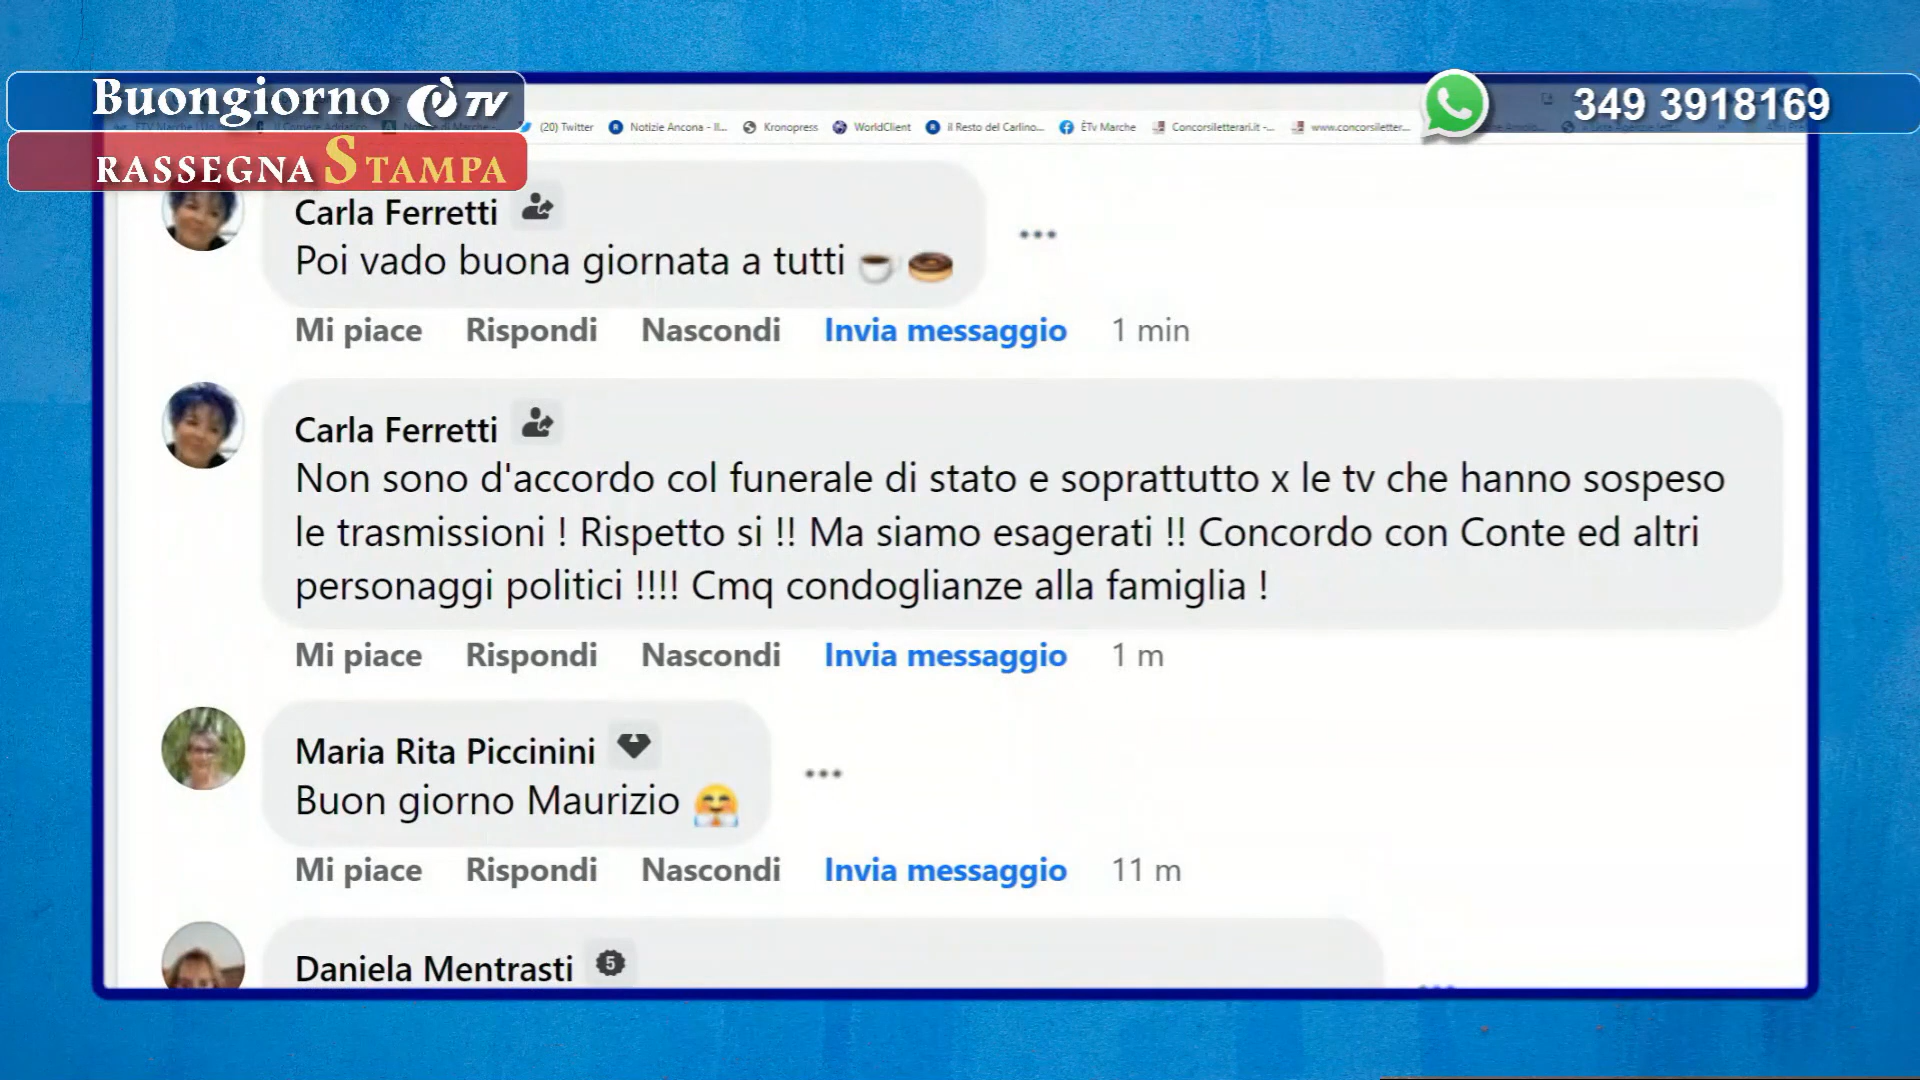 Buongiorno èTV
RASSEGNA STAMPA
349 3918169
(20) Twitter
Notizie Ancona - Il...
Kronopress
WorldClient
il Resto del Carlino...
ÈTv Marche
Concorsiletterari.it -...
www.concorsiletter...
Carla Ferretti
Poi vado buona giornata a tutti
Mi piace Rispondi Nascondi Invia messaggio 1 min
Carla Ferretti
Non sono d'accordo col funerale di stato e soprattutto x le tv che hanno sospeso
le trasmissioni ! Rispetto si !! Ma siamo esagerati !! Concordo con Conte ed altri
personaggi politici !!!! Cmq condoglianze alla famiglia !
Mi piace Rispondi Nascondi Invia messaggio 1 m
Maria Rita Piccinini
Buon giorno Maurizio
Mi piace Rispondi Nascondi Invia messaggio 11 m
Daniela Mentrasti 5